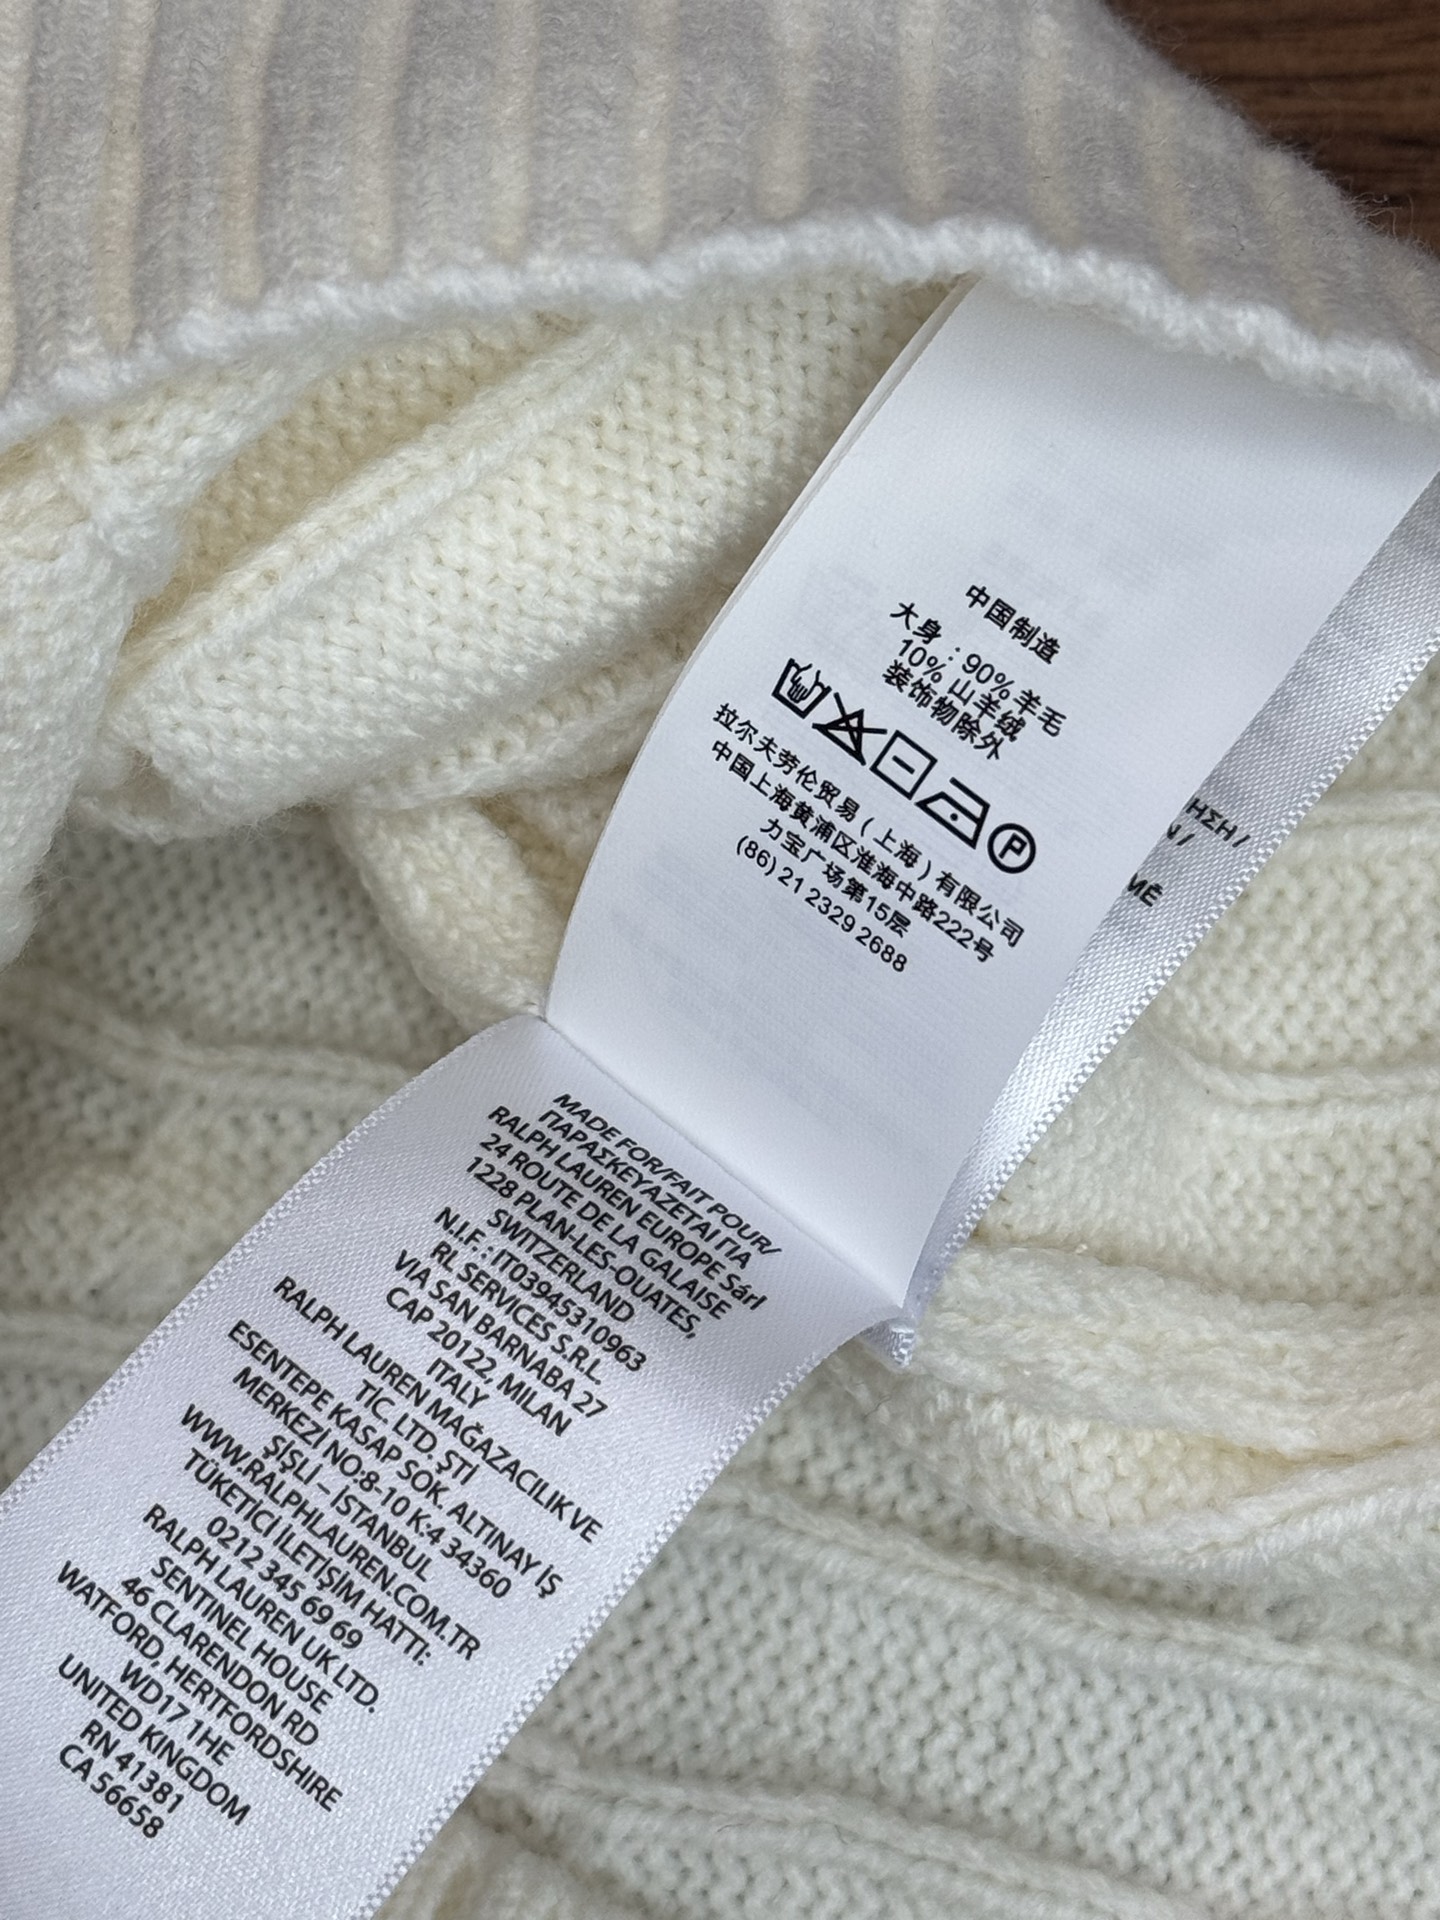 中国制造
大身：90% 羊毛
10% 山羊绒
装饰物除外
P
拉尔夫劳伦贸易（上海）有限公司
中国上海黄浦区淮海中路222号
力宝广场第15层
(86) 21 2329 2688
ΗΣΗ/
N/
MĚ
MADE FOR/FAIT POUR/
ΠΑΡΑΣΚΕΥΑΖΕΤΑΙ ΓΙΑ
RALPH LAUREN EUROPE Sárl
24 ROUTE DE LA GALAISE
1228 PLAN-LES-OUATES,
SWITZERLAND
N.I.F. : IT03945310963
RL SERVICES S.R.L.
VIA SAN BARNABA 27
CAP 20122, MILAN
ITALY
RALPH LAUREN MAĞAZACILIK VE
TİC. LTD. ŞTİ
ESENTEPE KASAP SOK. ALTINAY İŞ
MERKEZİ NO:8-10 K:4 34360
ŞİŞLİ – İSTANBUL
WWW.RALPHLAUREN.COM.TR
TÜKETİCİ İLETİŞİM HATTI:
0212 345 69 69
RALPH LAUREN UK LTD.
SENTINEL HOUSE
46 CLARENDON RD
WATFORD, HERTFORDSHIRE
WD17 1HE
UNITED KINGDOM
RN 41381
CA 56658